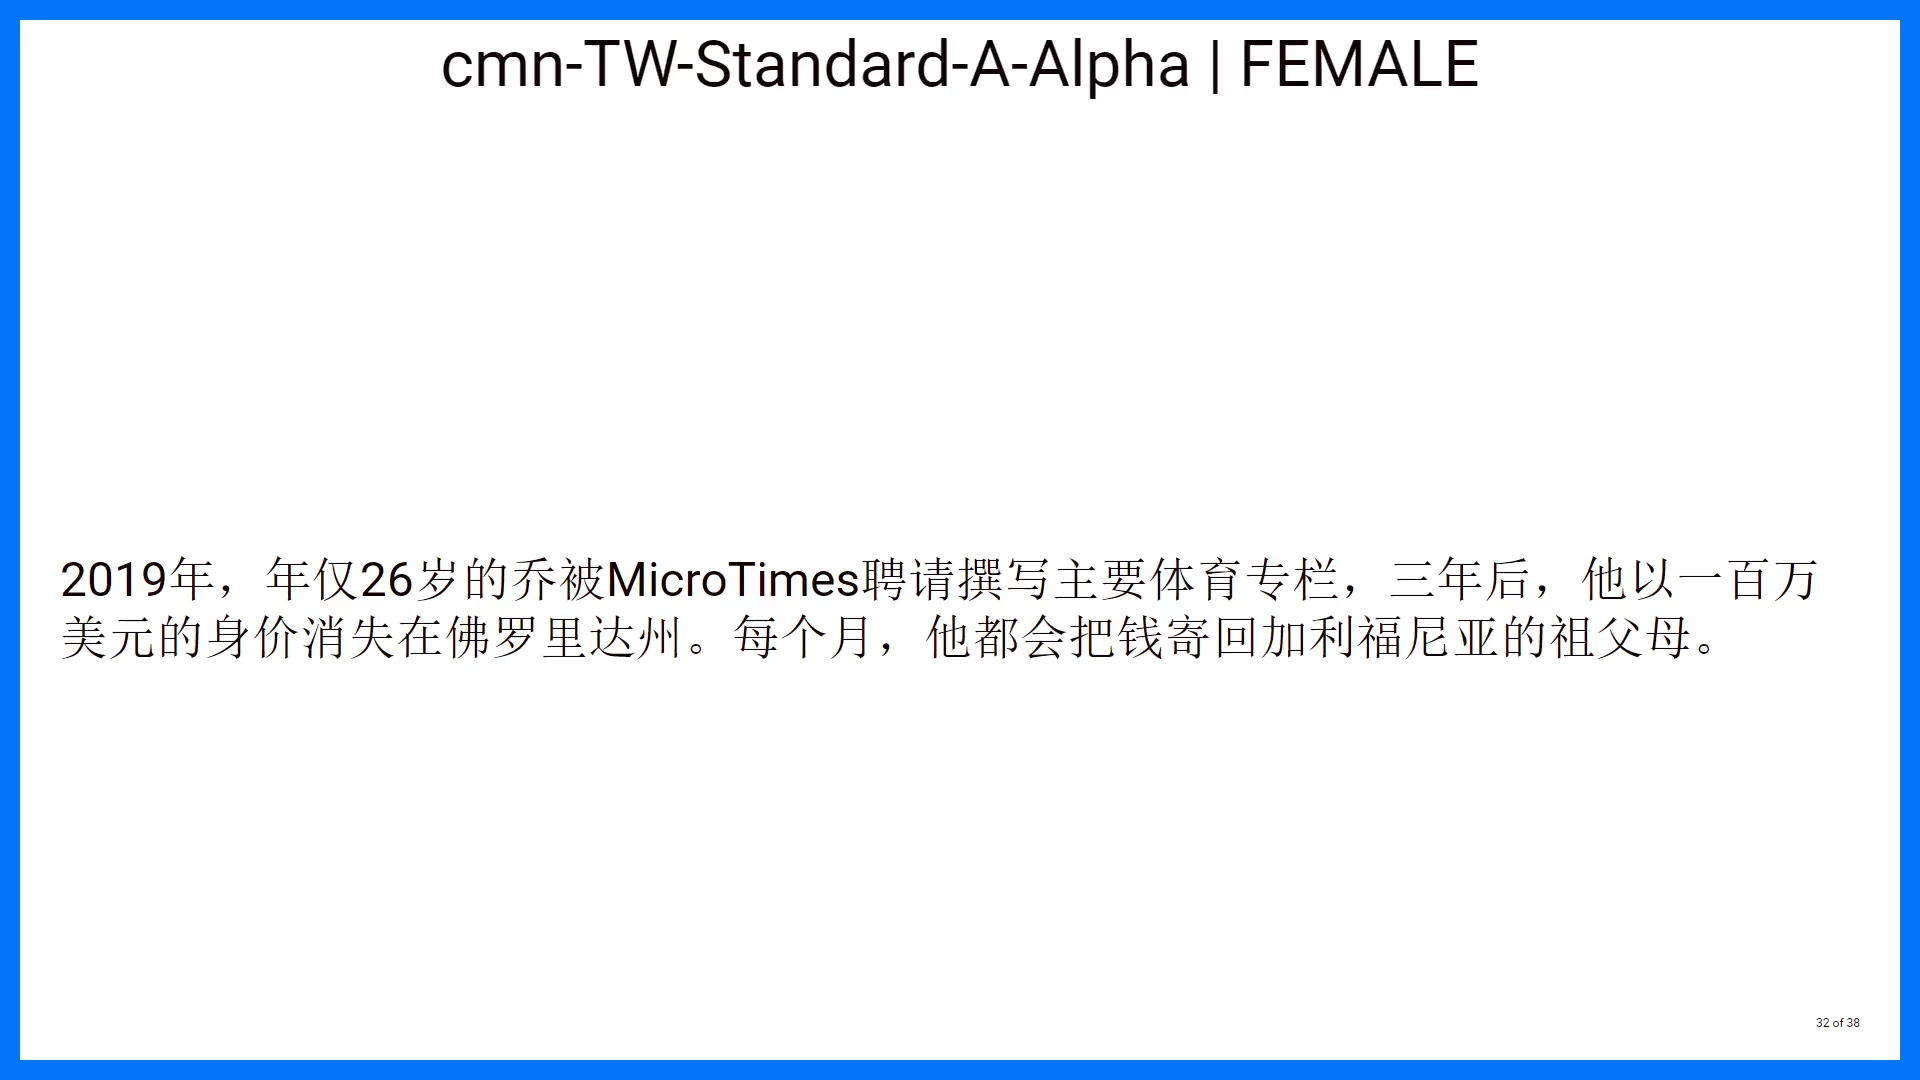 cmn-TW-Standard-A-Alpha | FEMALE
2019年，年仅26岁的乔被MicroTimes聘请撰写主要体育专栏，三年后，他以一百万
美元的身价消失在佛罗里达州。每个月，他都会把钱寄回加利福尼亚的祖父母。
32 of 38